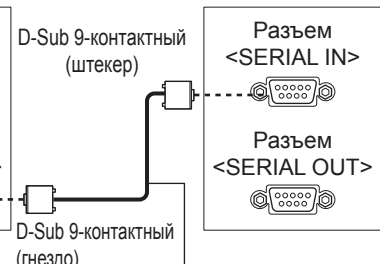 D-Sub 9-контактный
(штекер)
Разъем
<SERIAL IN>
Разъем
<SERIAL OUT>
D-Sub 9-контактный
(гнездо)